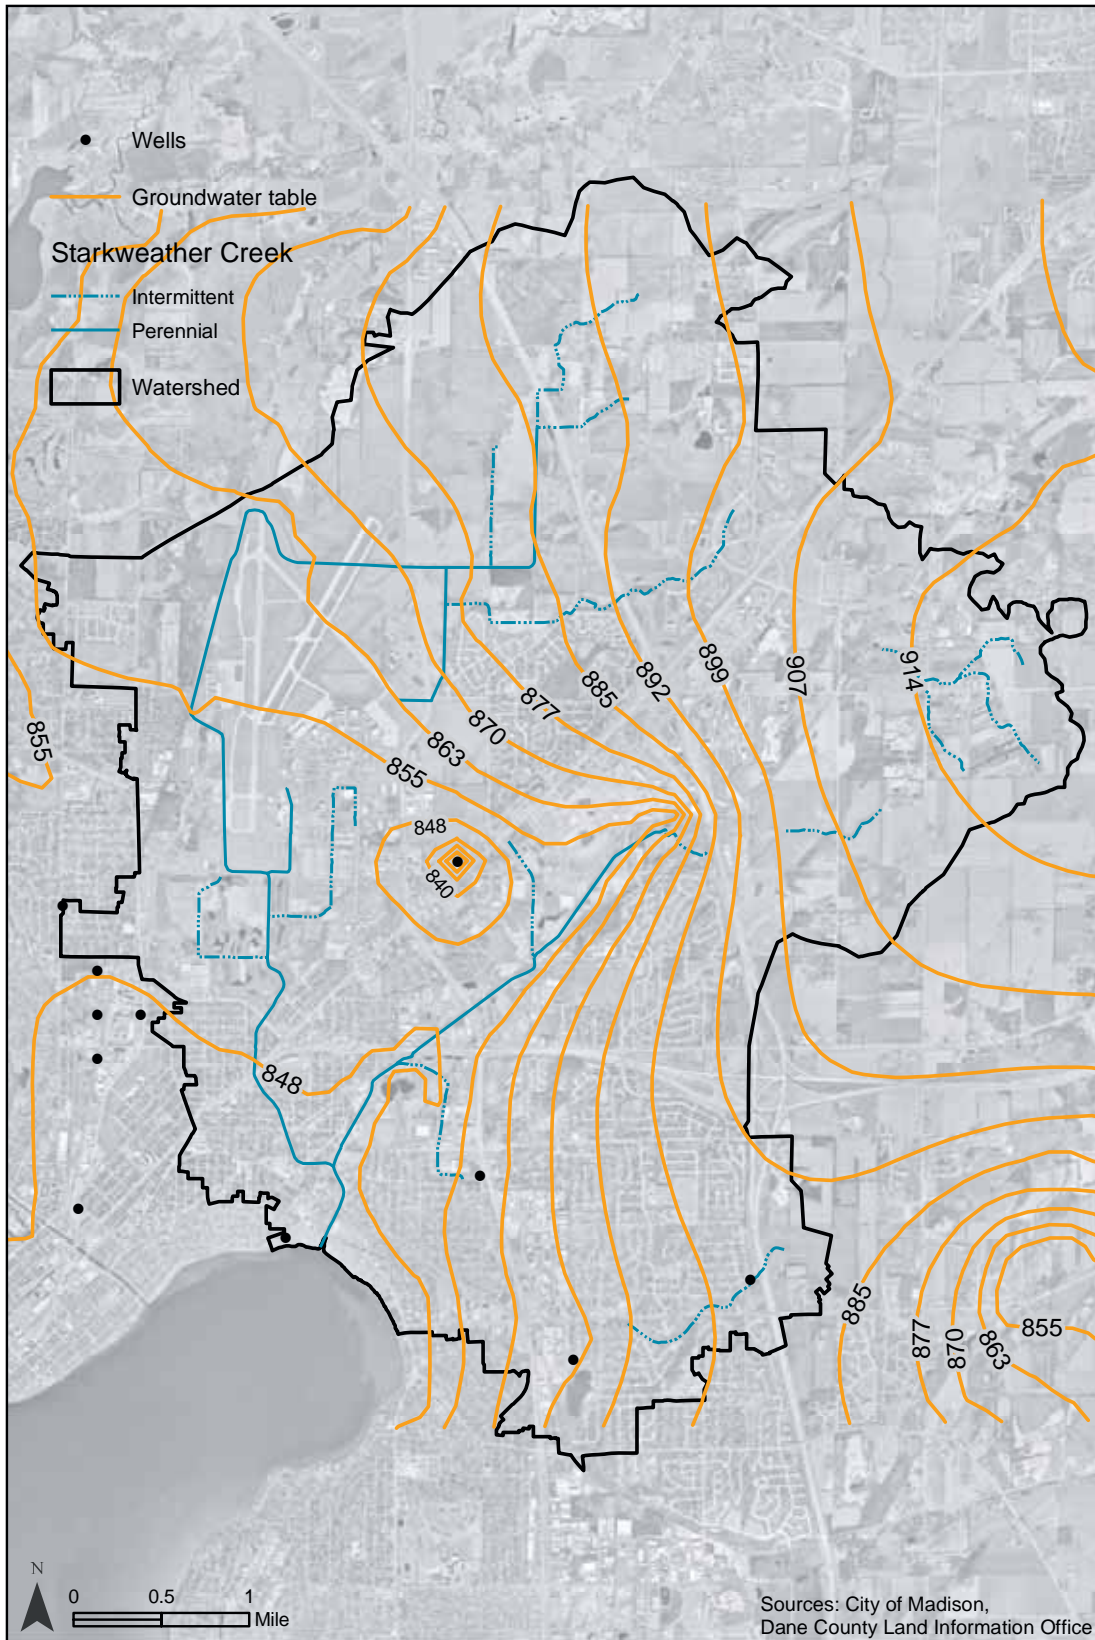 Wells
Groundwater table
Starkweather Creek
Intermittent
Perennial
Watershed
914
907
899
892
885
877
870
863
855
855
848
840
848
885
877
870
863
855
N
0 0.5 1
Mile
Sources: City of Madison,
Dane County Land Information Office